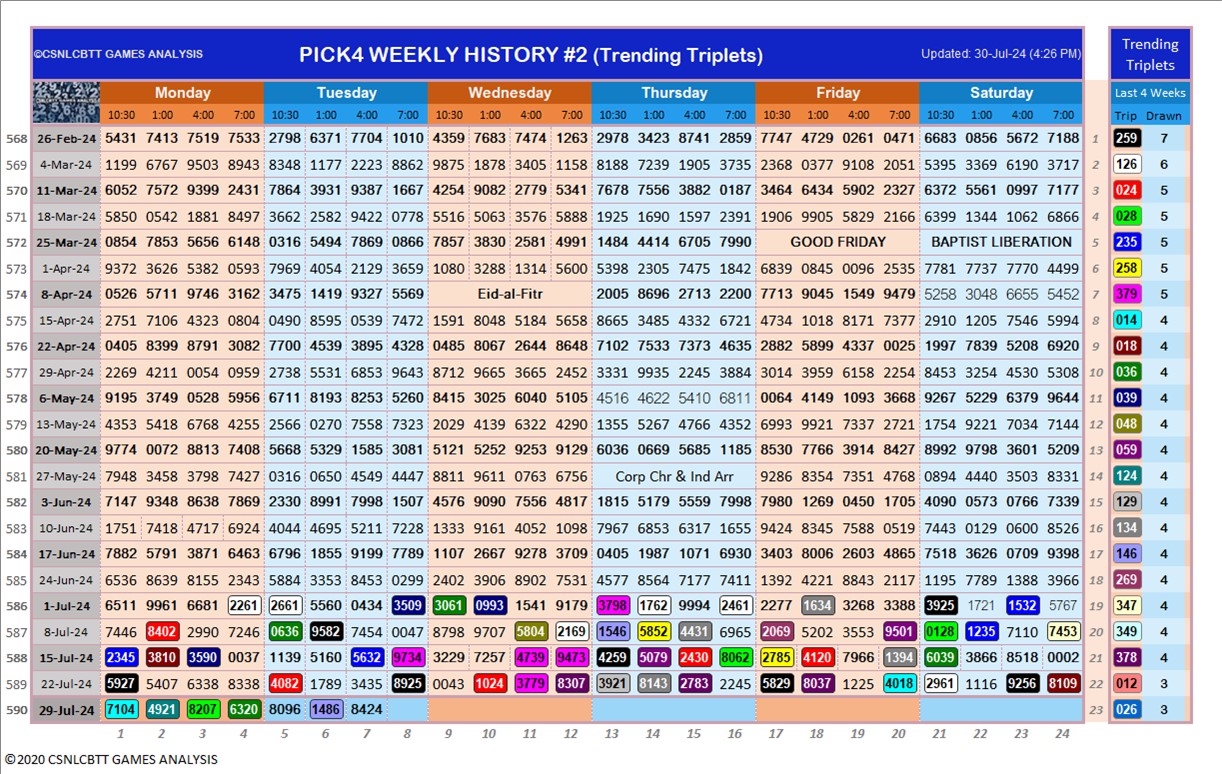 ©CSNLCBTT GAMES ANALYSIS PICK4 WEEKLY HISTORY #2 (Trending Triplets) Updated: 30-Jul-24 (4:26 PM) Trending Triplets
Monday Tuesday Wednesday Thursday Friday Saturday Last 4 Weeks
10:30 1:00 4:00 7:00 10:30 1:00 4:00 7:00 10:30 1:00 4:00 7:00 10:30 1:00 4:00 7:00 10:30 1:00 4:00 7:00 10:30 1:00 4:00 7:00 Trip Drawn
568 26-Feb-24 5431 7413 7519 7533 2798 6371 7704 1010 4359 7683 7474 1263 2978 3423 8741 2859 7747 4729 0261 0471 6683 0856 5672 7188 1 259 7
569 4-Mar-24 1199 6767 9503 8943 8348 1177 2223 8862 9875 1878 3405 1158 8188 7239 1905 3735 2368 0377 9108 2051 5395 3369 6190 3717 2 126 6
570 11-Mar-24 6052 7572 9399 2431 7864 3931 9387 1667 4254 9082 2779 5341 7678 7556 3882 0187 3464 6434 5902 2327 6372 5561 0997 7177 3 024 5
571 18-Mar-24 5850 0542 1881 8497 3662 2582 9422 0778 5516 5063 3576 5888 1925 1690 1597 2391 1906 9905 5829 2166 6399 1344 1062 6866 4 028 5
572 25-Mar-24 0854 7853 5656 6148 0316 5494 7869 0866 7857 3830 2581 4991 1484 4414 6705 7990 GOOD FRIDAY BAPTIST LIBERATION 5 235 5
573 1-Apr-24 9372 3626 5382 0593 7969 4054 2129 3659 1080 3288 1314 5600 5398 2305 7475 1842 6839 0845 0096 2535 7781 7737 7770 4499 6 258 5
574 8-Apr-24 0526 5711 9746 3162 3475 1419 9327 5569 Eid-al-Fitr 2005 8696 2713 2200 7713 9045 1549 9479 5258 3048 6655 5452 7 379 5
575 15-Apr-24 2751 7106 4323 0804 0490 8595 0539 7472 1591 8048 5184 5658 8665 3485 4332 6721 4734 1018 8171 7377 2910 1205 7546 5994 8 014 4
576 22-Apr-24 0405 8399 8791 3082 7700 4539 3895 4328 0485 8067 2644 8648 7102 7533 7373 4635 2882 5899 4337 0025 1997 7839 5208 6920 9 018 4
577 29-Apr-24 2269 4211 0054 0959 2738 5531 6853 9643 8712 9665 3665 2452 3331 9935 2245 3884 3014 3959 6158 2254 8453 3254 4530 5308 10 036 4
578 6-May-24 9195 3749 0528 5956 6711 8193 8253 5260 8415 3025 6040 5105 4516 4622 5410 6811 0064 4149 1093 3668 9267 5229 6379 9644 11 039 4
579 13-May-24 4353 5418 6768 4255 2566 0270 7558 7323 2029 4139 6322 4290 1355 5267 4766 4352 6993 9921 7337 2721 1754 9221 7034 7144 12 048 4
580 20-May-24 9774 0072 8813 7408 5668 5329 1585 3081 5121 5252 9253 9129 6036 0669 5685 1185 8530 7766 3914 8427 8992 9798 3601 5209 13 059 4
581 27-May-24 7948 3458 3798 7427 0316 0650 4549 4447 8811 9611 0763 6756 Corp Chr & Ind Arr 9286 8354 7351 4768 0894 4440 3503 8331 14 124 4
582 3-Jun-24 7147 9348 8638 7869 2330 8991 7998 1507 4576 9090 7556 4817 1815 5179 5559 7998 7980 1269 0450 1705 4090 0573 0766 7339 15 129 4
583 10-Jun-24 1751 7418 4717 6924 4044 4695 5211 7228 1333 9161 4052 1098 7967 6853 6317 1655 9424 8345 7588 0519 7443 0129 0600 8526 16 134 4
584 17-Jun-24 7882 5791 3871 6463 6796 1855 9199 7789 1107 2667 9278 3709 0405 1987 1071 6930 3403 8006 2603 4865 7518 3626 0709 9398 17 146 4
585 24-Jun-24 6536 8639 8155 2343 5884 3353 8453 0299 2402 3906 8902 7531 4577 8564 7177 7411 1392 4221 8843 2117 1195 7789 1388 3966 18 269 4
586 1-Jul-24 6511 9961 6681 2261 2661 5560 0434 3509 3061 0993 1541 9179 3798 1762 9994 2461 2277 1634 3268 3388 3925 1721 1532 5767 19 347 4
587 8-Jul-24 7446 8402 2990 7246 0636 9582 7454 0047 8798 9707 5804 2169 1546 5852 4431 6965 2069 5202 3553 9501 0128 1235 7110 7453 20 349 4
588 15-Jul-24 2345 3810 3590 0037 1139 5160 5632 9734 3229 7257 4739 9473 4259 5079 2430 8062 2785 4120 7966 1394 6039 3866 8518 0002 21 378 4
589 22-Jul-24 5927 5407 6338 8338 4082 1789 3435 8925 0043 1024 3779 8307 3921 8143 2783 2245 5829 8037 1225 4018 2961 1116 9256 8109 22 012 3
590 29-Jul-24 7104 4921 8207 6320 8096 1486 8424 23 026 3
1 2 3 4 5 6 7 8 9 10 11 12 13 14 15 16 17 18 19 20 21 22 23 24
©2020 CSNLCBTT GAMES ANALYSIS